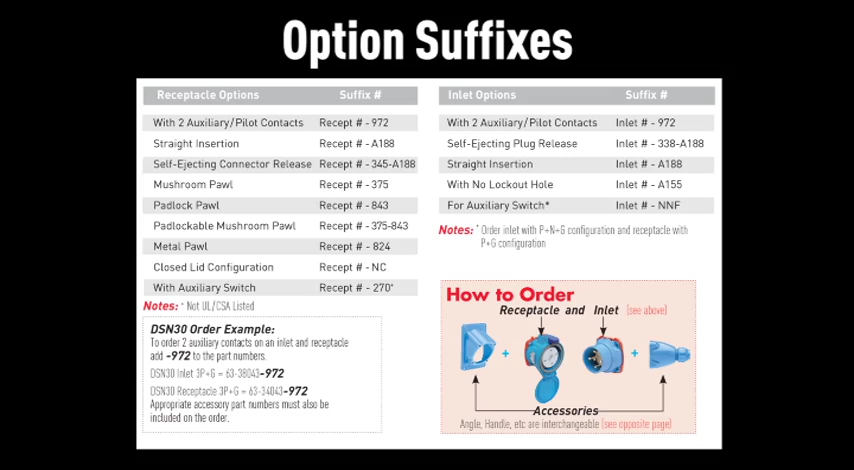 Option Suffixes
Receptacle Options Suffix #
With 2 Auxiliary/Pilot Contacts Recept # - 972
Straight Insertion Recept # - A188
Self-Ejecting Connector Release Recept # - 345-A188
Mushroom Pawl Recept # - 375
Padlock Pawl Recept # - 843
Padlockable Mushroom Pawl Recept # - 375-843
Metal Pawl Recept # - 824
Closed Lid Configuration Recept # - NC
With Auxiliary Switch Recept # - 270*
Notes: * Not UL/CSA Listed
DSN30 Order Example:
To order 2 auxiliary contacts on an inlet and receptacle
add -972 to the part numbers.
DSN30 Inlet 3P+G = 63-38043-972
DSN30 Receptacle 3P+G = 63-34043-972
Appropriate accessory part numbers must also be
included on the order.
Inlet Options Suffix #
With 2 Auxiliary/Pilot Contacts Inlet # - 972
Self-Ejecting Plug Release Inlet # - 338-A188
Straight Insertion Inlet # - A188
With No Lockout Hole Inlet # - A155
For Auxiliary Switch* Inlet # - NNF
Notes: * Order inlet with P+N+G configuration and receptacle with
P+G configuration
How to Order
Receptacle and Inlet (see above)
+ + +
Accessories
Angle, Handle, etc are interchangeable (see opposite page)